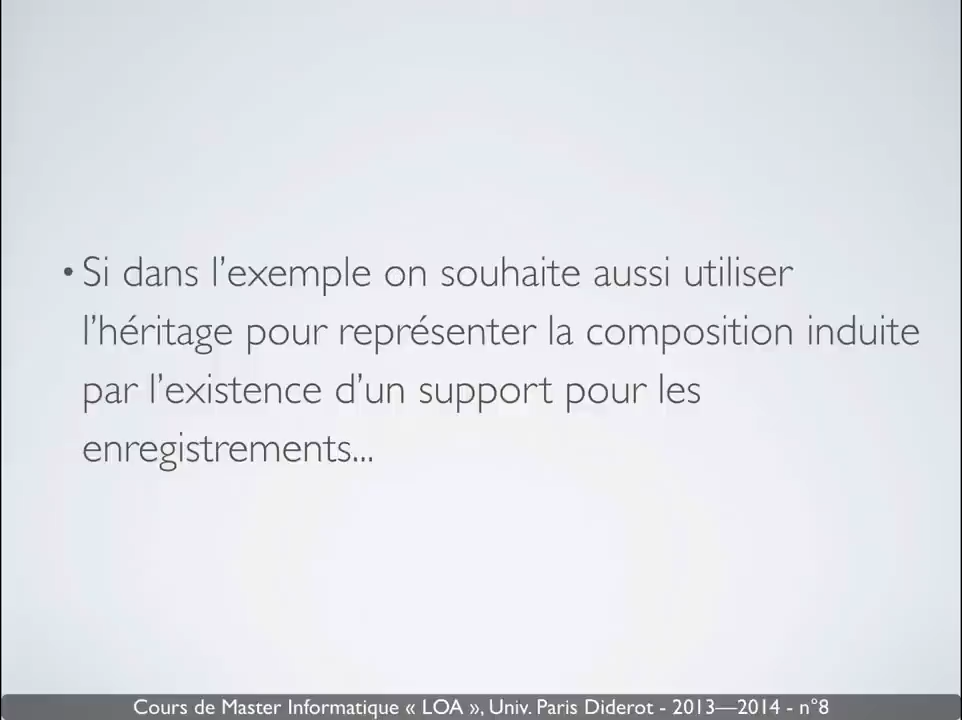 • Si dans l'exemple on souhaite aussi utiliser
l'héritage pour représenter la composition induite
par l'existence d'un support pour les
enregistrements...
Cours de Master Informatique « LOA », Univ. Paris Diderot - 2013—2014 - n°8